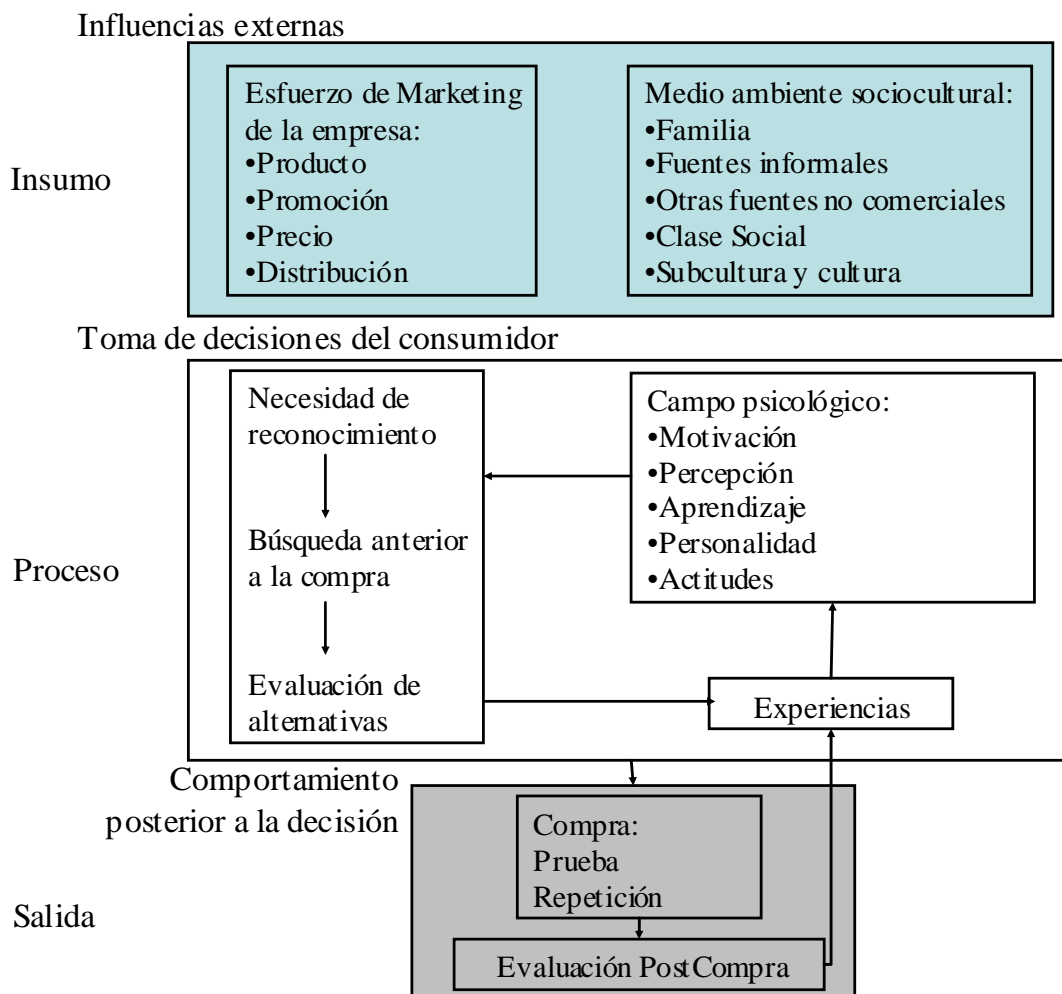 Influencias externas
Esfuerzo de Marketing
de la empresa:
•Producto
•Promoción
•Precio
•Distribución
Medio ambiente sociocultural:
•Familia
•Fuentes informales
•Otras fuentes no comerciales
•Clase Social
•Subcultura y cultura
Insumo
Toma de decisiones del consumidor
Necesidad de
reconocimiento
Búsqueda anterior
a la compra
Evaluación de
alternativas
Campo psicológico:
•Motivación
•Percepción
•Aprendizaje
•Personalidad
•Actitudes
Proceso
Experiencias
Comportamiento
posterior a la decisión
Compra:
Prueba
Repetición
Salida
Evaluación PostCompra